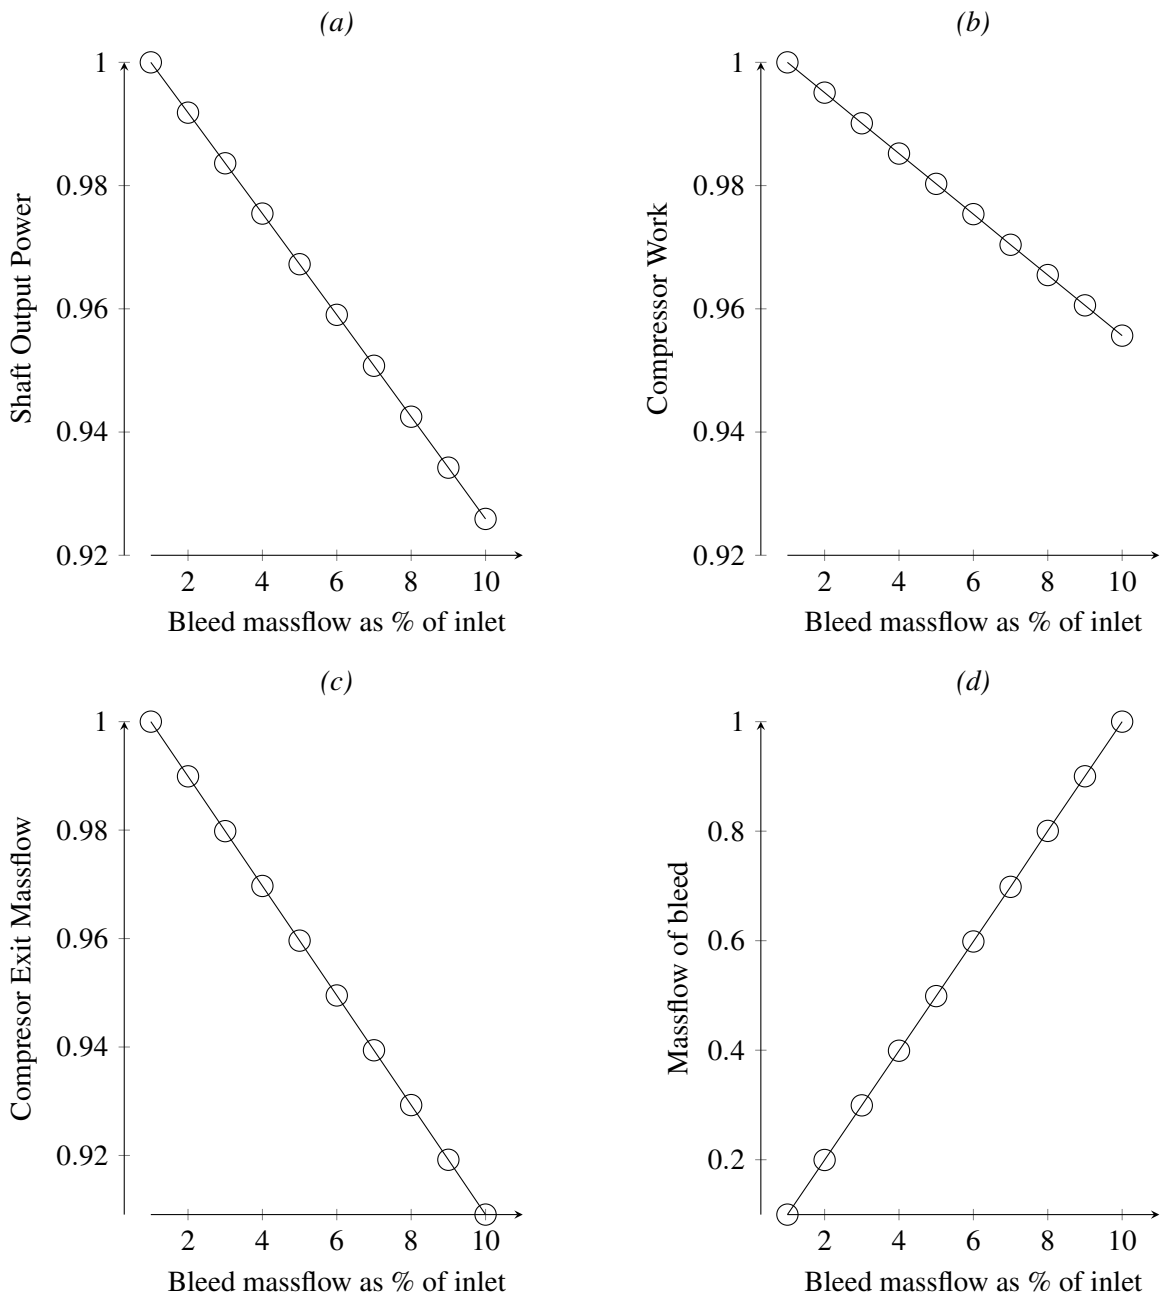 (a)
1
0.98
0.96
0.94
0.92
Shaft Output Power
2 4 6 8 10
Bleed massflow as % of inlet
(b)
1
0.98
0.96
0.94
0.92
Compressor Work
2 4 6 8 10
Bleed massflow as % of inlet
(c)
1
0.98
0.96
0.94
0.92
Compresor Exit Massflow
2 4 6 8 10
Bleed massflow as % of inlet
(d)
1
0.8
0.6
0.4
0.2
Massflow of bleed
2 4 6 8 10
Bleed massflow as % of inlet